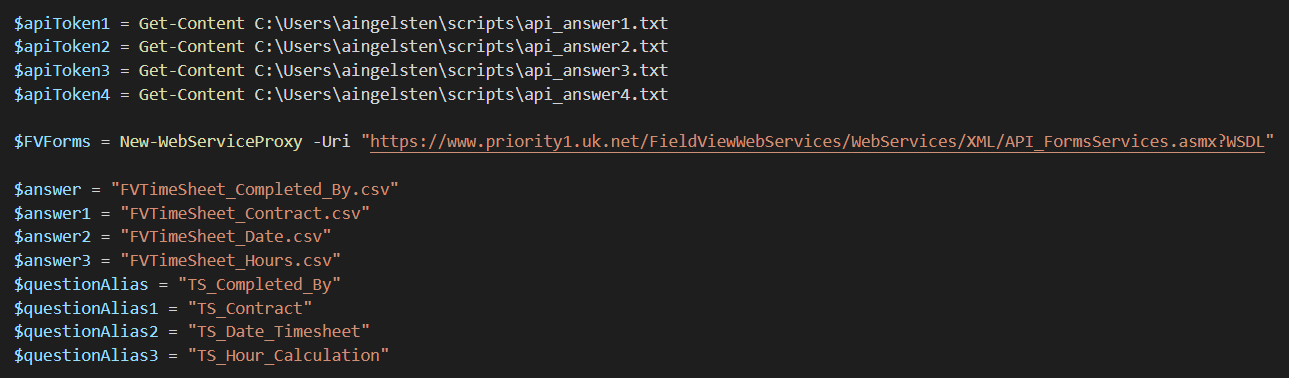 $apiToken1 = Get-Content C:\Users\aingelsten\scripts\api_answer1.txt
$apiToken2 = Get-Content C:\Users\aingelsten\scripts\api_answer2.txt
$apiToken3 = Get-Content C:\Users\aingelsten\scripts\api_answer3.txt
$apiToken4 = Get-Content C:\Users\aingelsten\scripts\api_answer4.txt
$FVForms = New-WebServiceProxy -Uri "https://www.priority1.uk.net/FieldViewWebServices/WebServices/XML/API_FormsServices.asmx?WSDL"
$answer = "FVTimeSheet_Completed_By.csv"
$answer1 = "FVTimeSheet_Contract.csv"
$answer2 = "FVTimeSheet_Date.csv"
$answer3 = "FVTimeSheet_Hours.csv"
$questionAlias = "TS_Completed_By"
$questionAlias1 = "TS_Contract"
$questionAlias2 = "TS_Date_Timesheet"
$questionAlias3 = "TS_Hour_Calculation"